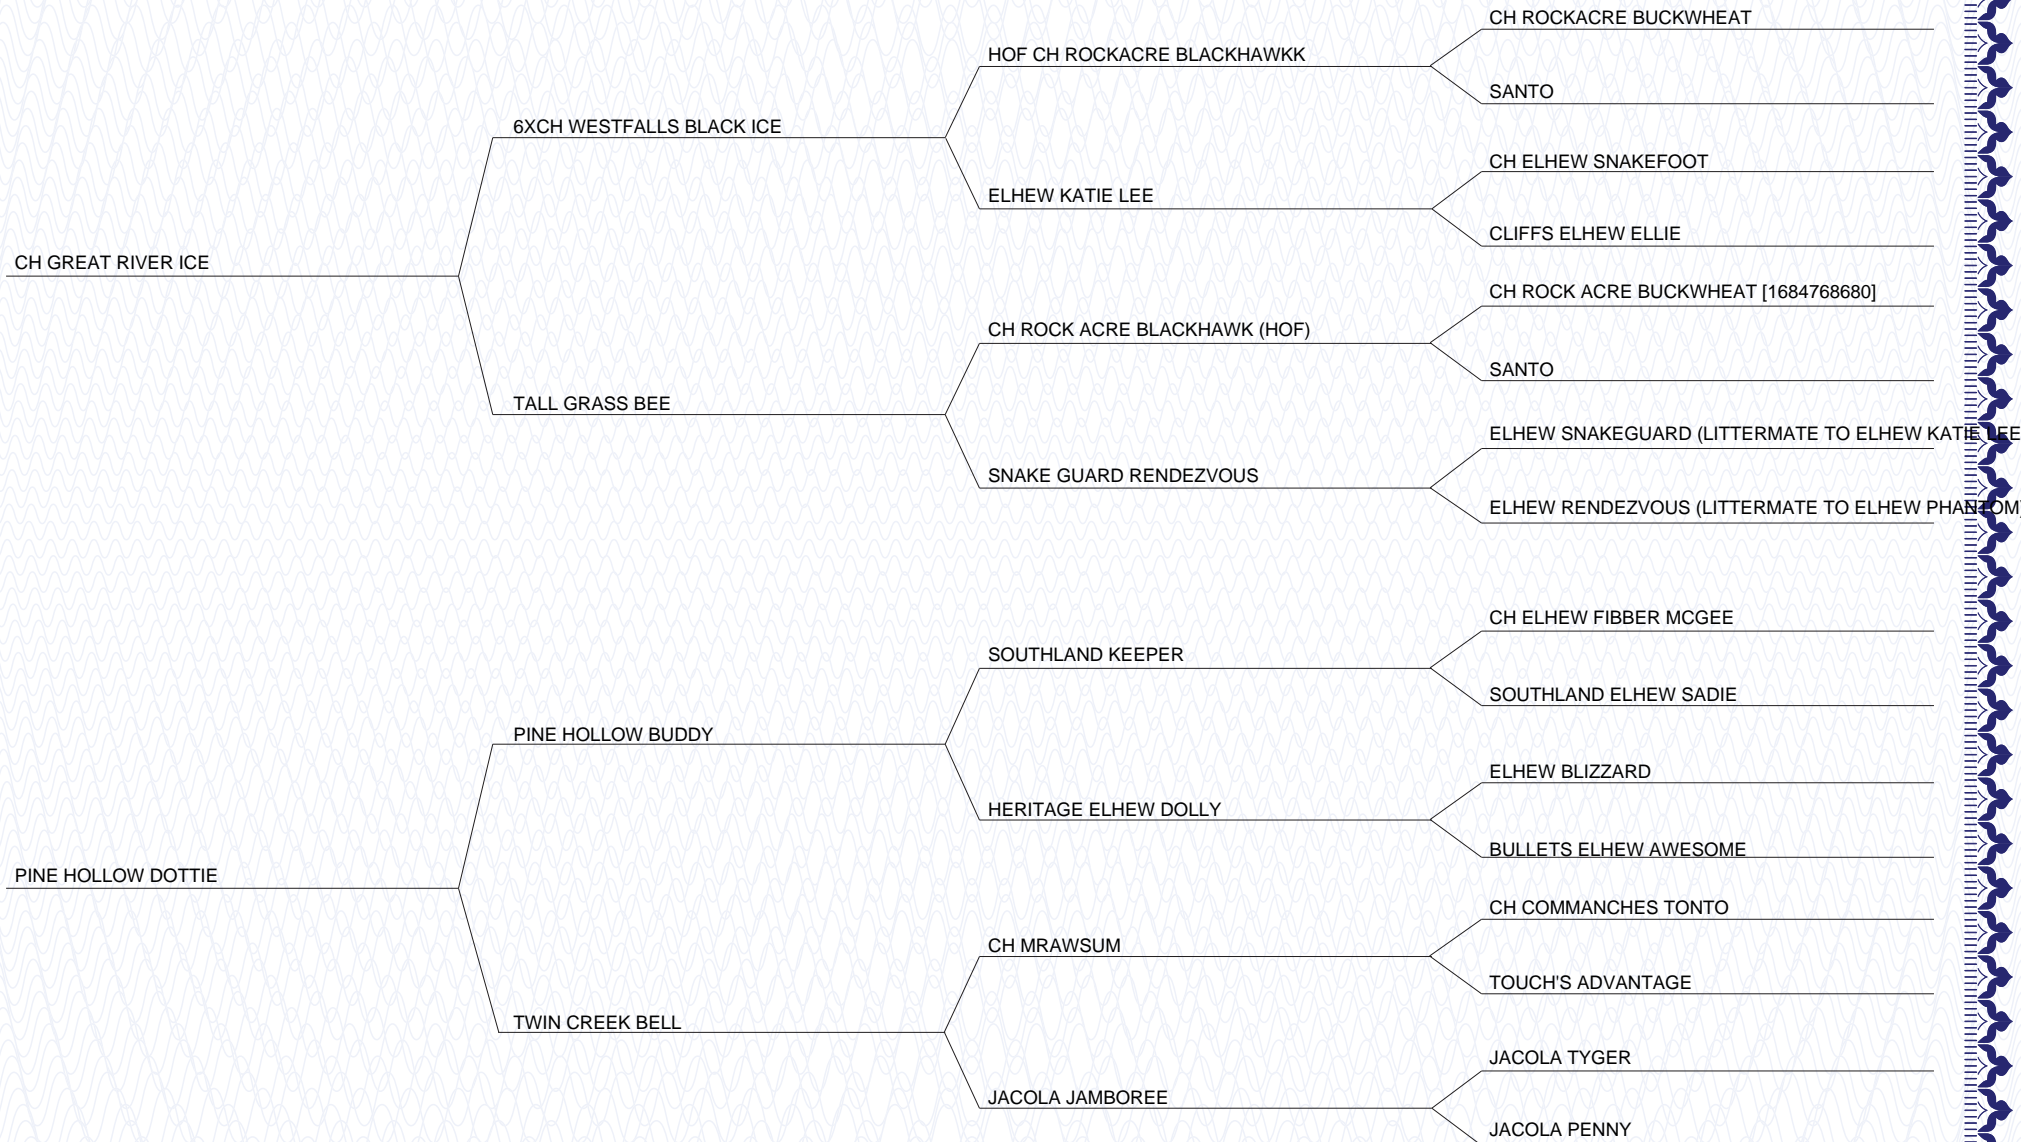 CH ROCKACRE BUCKWHEAT
HOF CH ROCKACRE BLACKHAWKK
SANTO
6XCH WESTFALLS BLACK ICE
CH ELHEW SNAKEFOOT
ELHEW KATIE LEE
CLIFFS ELHEW ELLIE
CH GREAT RIVER ICE
CH ROCK ACRE BUCKWHEAT [1684768680]
CH ROCK ACRE BLACKHAWK (HOF)
SANTO
TALL GRASS BEE
ELHEW SNAKEGUARD (LITTERMATE TO ELHEW KATIE LEE
SNAKE GUARD RENDEZVOUS
ELHEW RENDEZVOUS (LITTERMATE TO ELHEW PHANTOM)
CH ELHEW FIBBER MCGEE
SOUTHLAND KEEPER
SOUTHLAND ELHEW SADIE
PINE HOLLOW BUDDY
ELHEW BLIZZARD
HERITAGE ELHEW DOLLY
BULLETS ELHEW AWESOME
PINE HOLLOW DOTTIE
CH COMMANCHES TONTO
CH MRAWSUM
TOUCH'S ADVANTAGE
TWIN CREEK BELL
JACOLA TYGER
JACOLA JAMBOREE
JACOLA PENNY